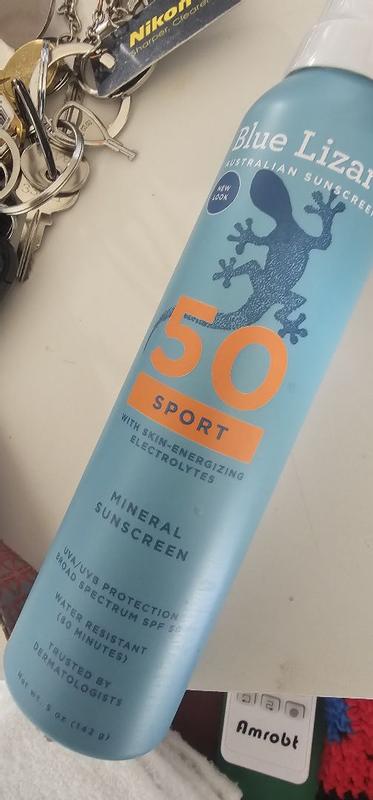 Nikon
Sharper, Clearer
Blue Lizar
AUSTRALIAN SUNSCREE
NEW
LOOK
50
SPORT
WITH SKIN-ENERGIZING
ELECTROLYTES
MINERAL
SUNSCREEN
UVA/UVB PROTECTION
BROAD SPECTRUM SPF 50
WATER RESISTANT
(80 MINUTES)
TRUSTED BY
DERMATOLOGISTS
Net wt. 5 oz (142 g)
Amrobt